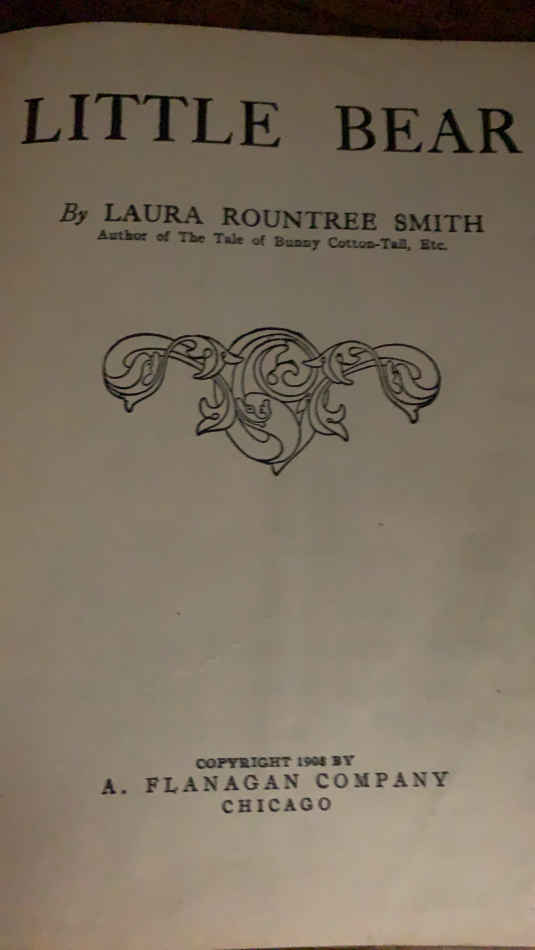 LITTLE BEAR
By LAURA ROUNTREE SMITH
Author of The Tale of Bunny Cotton-Tail, Etc.
COPYRIGHT 1908 BY
A. FLANAGAN COMPANY
CHICAGO